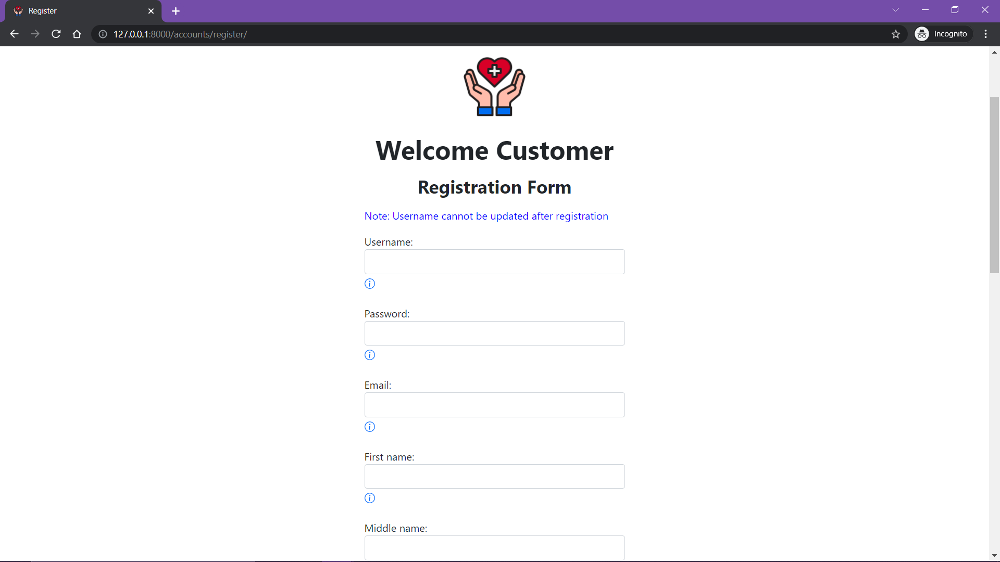 Register
127.0.0.1:8000/accounts/register/
Incognito
Welcome Customer
Registration Form
Note: Username cannot be updated after registration
Username:
Password:
Email:
First name:
Middle name: